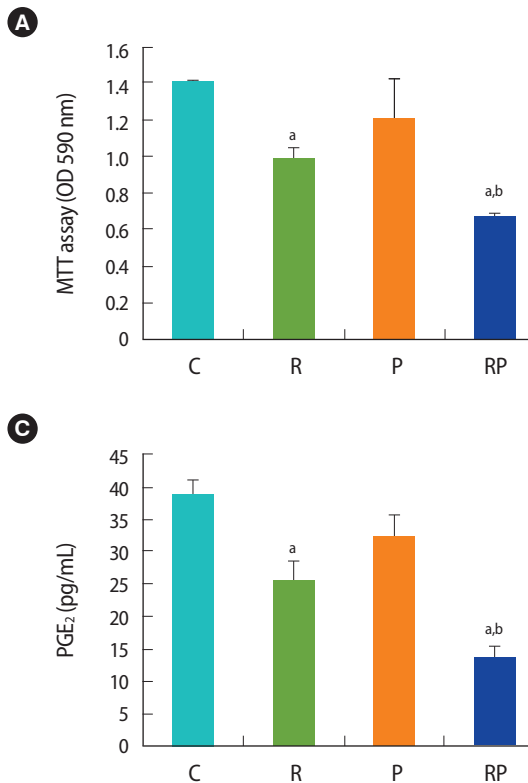 A
MTT assay (OD 590 nm)
1.6
1.4
1.2
1.0
0.8
0.6
0.4
0.2
0
a
a,b
C R P RP
C
PGE₂ (pg/mL)
45
40
35
30
25
20
15
10
5
0
a
a,b
C R P RP